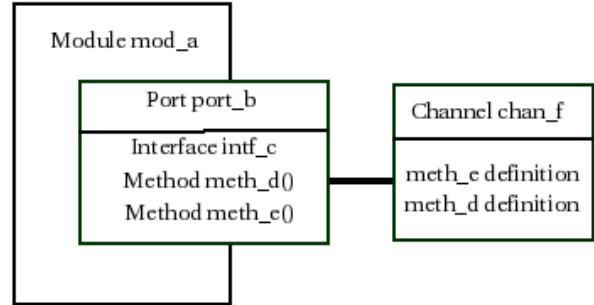 Module mod_a
Port port_b
Interface intf_c
Method meth_d()
Method meth_e()
Channel chan_f
meth_e definition
meth_d definition